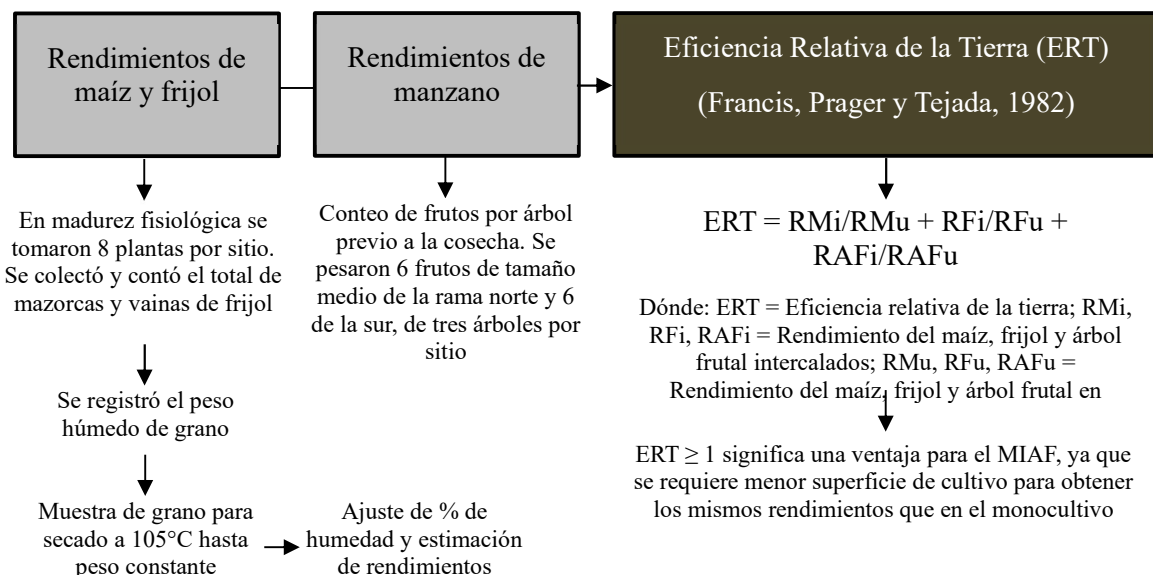 Rendimientos de
maíz y frijol
Rendimientos de
manzano
Eficiencia Relativa de la Tierra (ERT)
(Francis, Prager y Tejada, 1982)
En madurez fisiológica se
tomaron 8 plantas por sitio.
Se colectó y contó el total de
mazorcas y vainas de frijol
Se registró el peso
húmedo de grano
Muestra de grano para
secado a 105°C hasta
peso constante
Conteo de frutos por árbol
previo a la cosecha. Se
pesaron 6 frutos de tamaño
medio de la rama norte y 6
de la sur, de tres árboles por
sitio
Ajuste de % de
humedad y estimación
de rendimientos
ERT = RMi/RMu + RFi/RFu +
RAFi/RAFu
Dónde: ERT = Eficiencia relativa de la tierra; RMi,
RFi, RAFi = Rendimiento del maíz, frijol y árbol
frutal intercalados; RMu, RFu, RAFu =
Rendimiento del maíz, frijol y árbol frutal en
ERT ≥ 1 significa una ventaja para el MIAF, ya que
se requiere menor superficie de cultivo para obtener
los mismos rendimientos que en el monocultivo